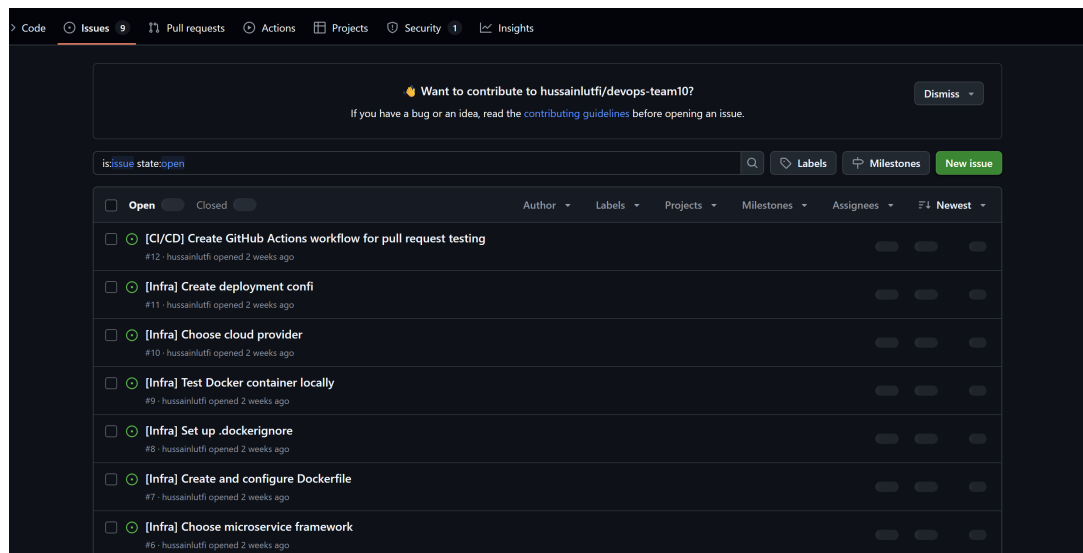 Code Issues 9 Pull requests Actions Projects Security 1 Insights
👋 Want to contribute to hussainlutfi/devops-team10?
Dismiss
If you have a bug or an idea, read the contributing guidelines before opening an issue.
is:issue state:open
Labels Milestones New issue
Open Closed Author Labels Projects Milestones Assignees Newest
[CI/CD] Create GitHub Actions workflow for pull request testing
#12 · hussainlutfi opened 2 weeks ago
[Infra] Create deployment confi
#11 · hussainlutfi opened 2 weeks ago
[Infra] Choose cloud provider
#10 · hussainlutfi opened 2 weeks ago
[Infra] Test Docker container locally
#9 · hussainlutfi opened 2 weeks ago
[Infra] Set up .dockerignore
#8 · hussainlutfi opened 2 weeks ago
[Infra] Create and configure Dockerfile
#7 · hussainlutfi opened 2 weeks ago
[Infra] Choose microservice framework
#6 · hussainlutfi opened 2 weeks ago